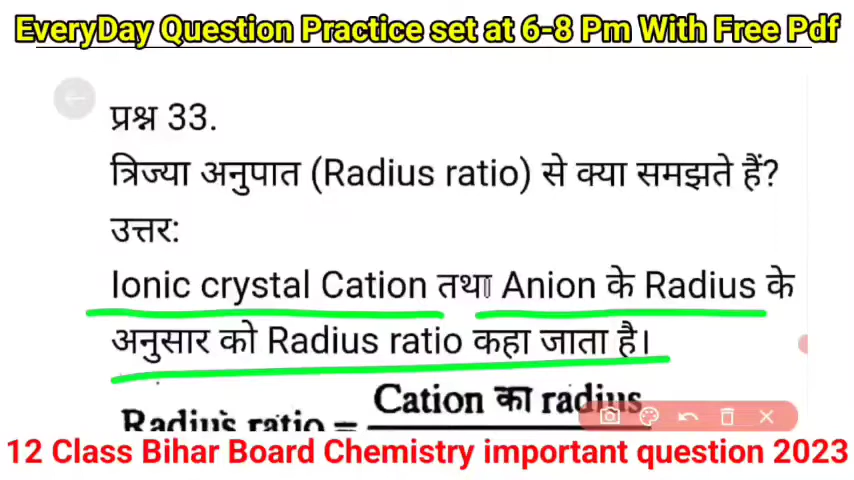 EveryDay Question Practice set at 6-8 Pm With Free Pdf
प्रश्न 33.
त्रिज्या अनुपात (Radius ratio) से क्या समझते हैं?
उत्तर:
Ionic crystal Cation तथा Anion के Radius के
अनुसार को Radius ratio कहा जाता है।
Cation का radius
Radius ratio =
12 Class Bihar Board Chemistry important question 2023